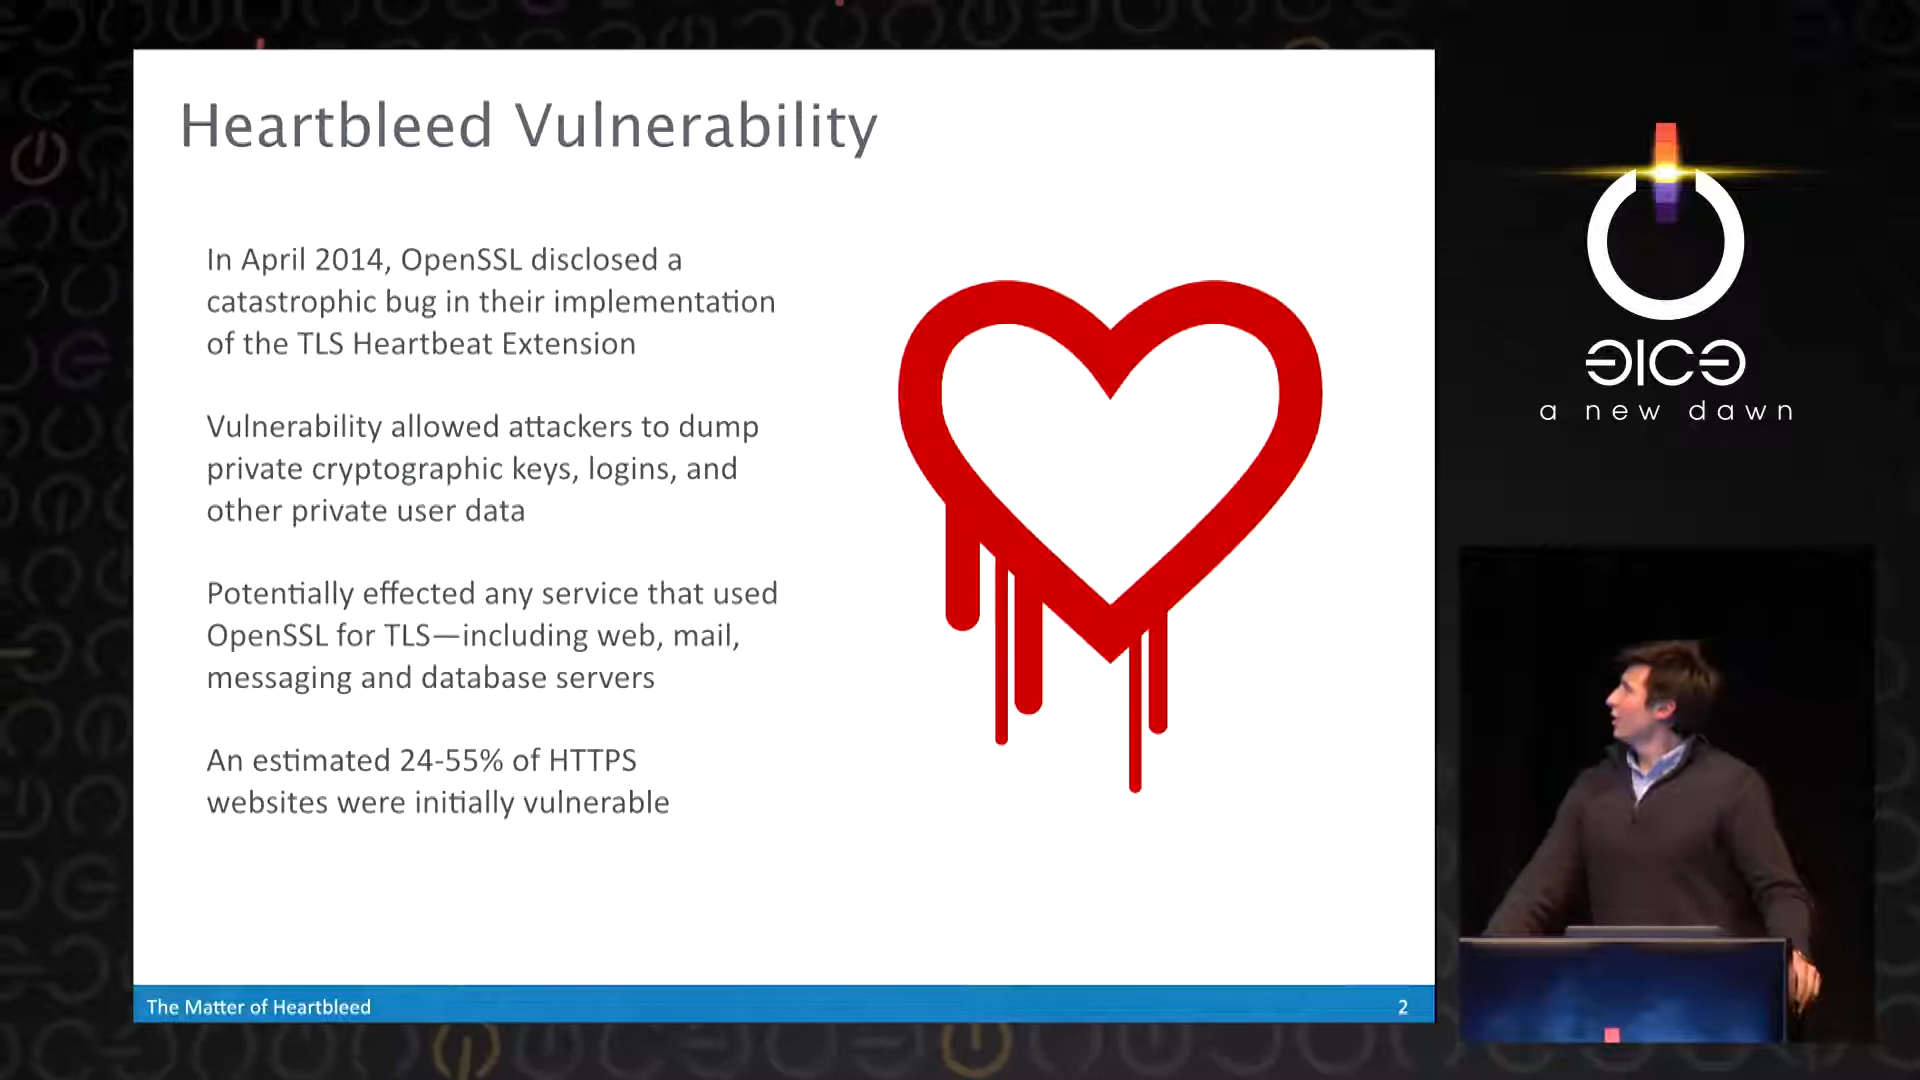 Heartbleed Vulnerability
In April 2014, OpenSSL disclosed a
catastrophic bug in their implementation
of the TLS Heartbeat Extension
Vulnerability allowed attackers to dump
private cryptographic keys, logins, and
other private user data
Potentially effected any service that used
OpenSSL for TLS—including web, mail,
messaging and database servers
An estimated 24-55% of HTTPS
websites were initially vulnerable
The Matter of Heartbleed
2
a new dawn